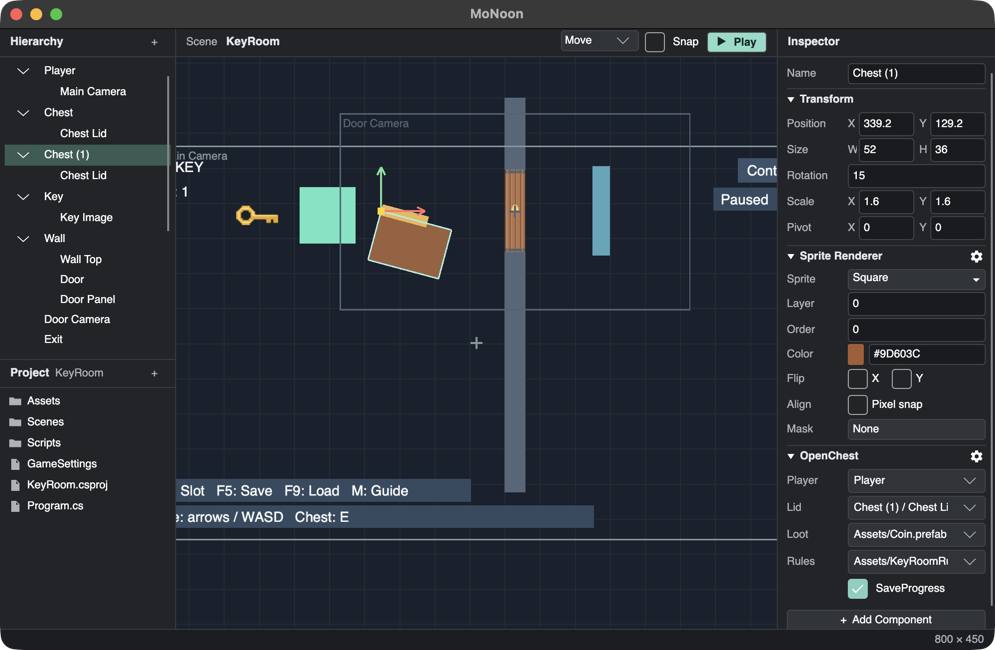 MoNoon
Hierarchy +
Player
Main Camera
Chest
Chest Lid
Chest (1)
Chest Lid
Key
Key Image
Wall
Wall Top
Door
Door Panel
Door Camera
Exit
Project KeyRoom +
Assets
Scenes
Scripts
GameSettings
KeyRoom.csproj
Program.cs
Scene KeyRoom
Move
Snap
Play
Door Camera
in Camera
KEY
: 1
Cont
Paused
Slot F5: Save F9: Load M: Guide
e: arrows / WASD Chest: E
Inspector
Name Chest (1)
Transform
Position X 339.2 Y 129.2
Size W 52 H 36
Rotation 15
Scale X 1.6 Y 1.6
Pivot X 0 Y 0
Sprite Renderer
Sprite Square
Layer 0
Order 0
Color #9D603C
Flip X Y
Align Pixel snap
Mask None
OpenChest
Player Player
Lid Chest (1) / Chest Li
Loot Assets/Coin.prefab
Rules Assets/KeyRoomRu
SaveProgress
+ Add Component
800 × 450